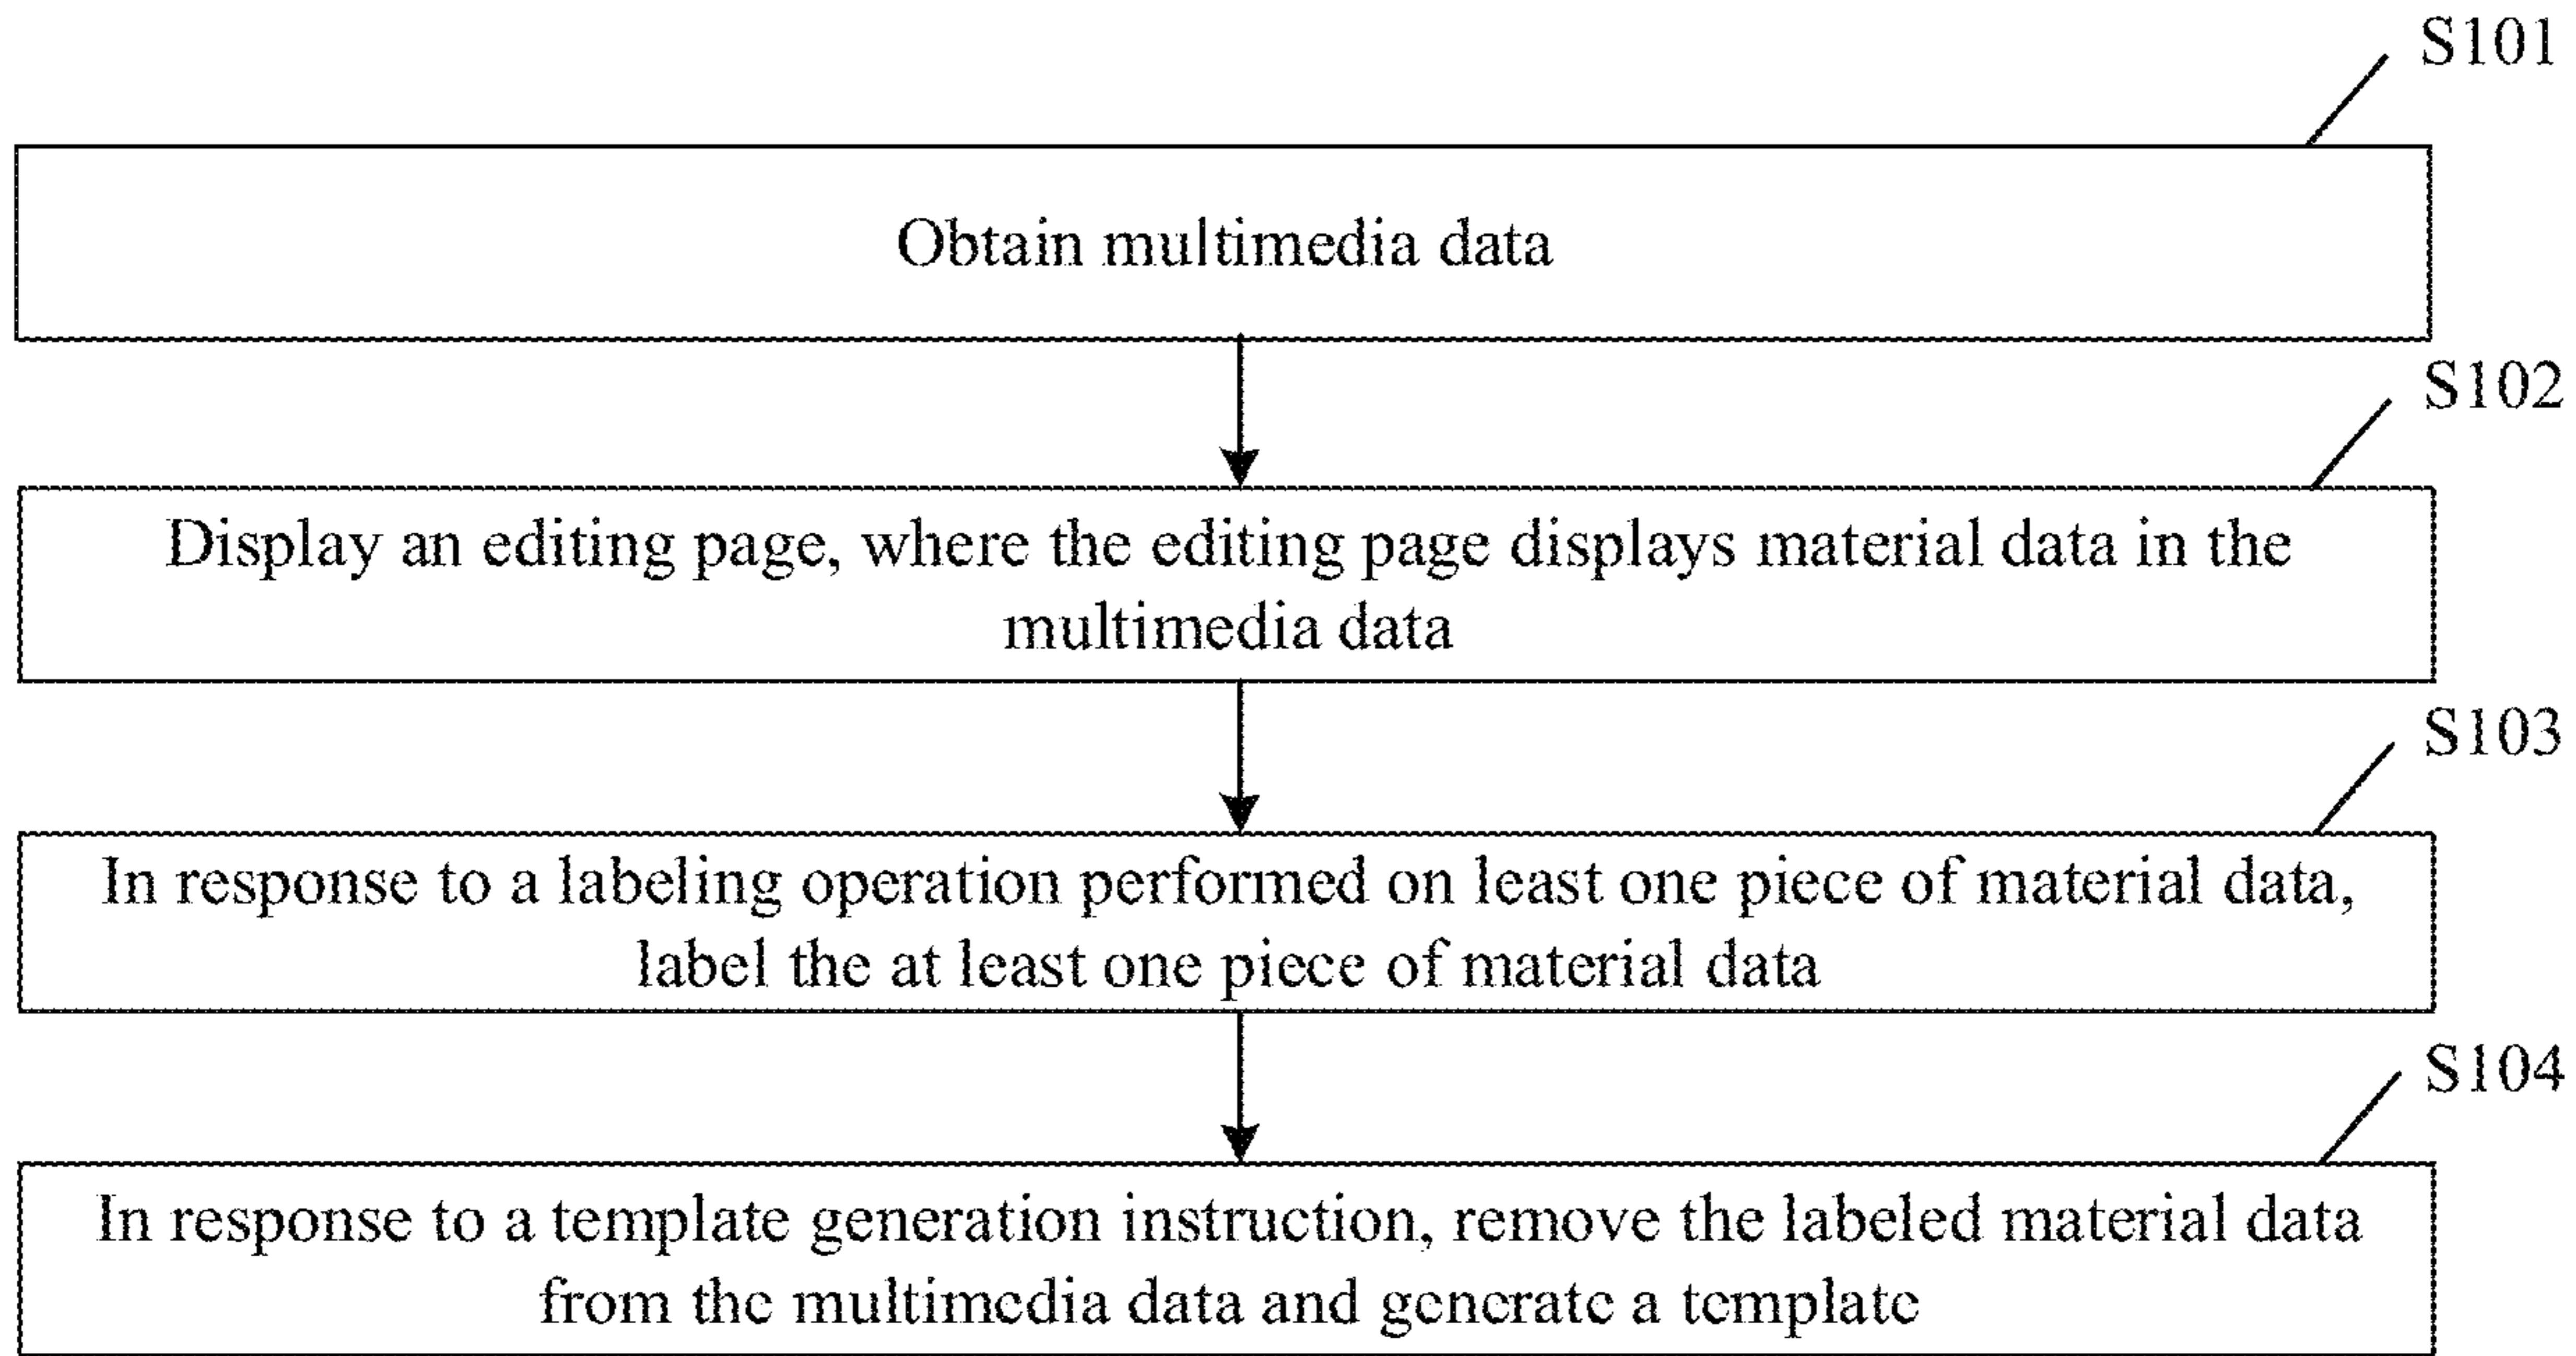 S101
Obtain multimedia data
S102
Display an editing page, where the editing page displays material data in the
multimedia data
S103
In response to a labeling operation performed on least one piece of material data,
label the at least one piece of material data
S104
In response to a template generation instruction, remove the labeled material data
from the multimedia data and generate a template